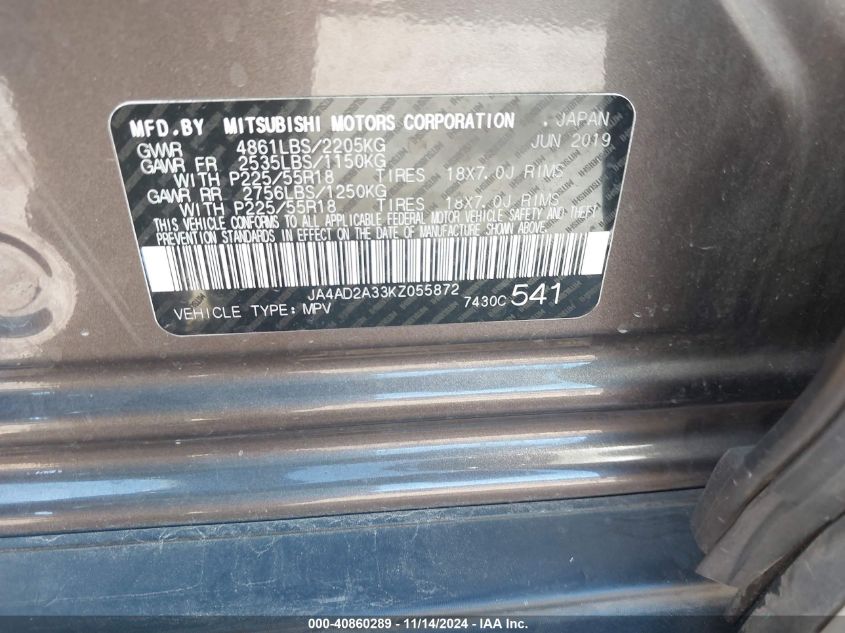 MFD.BY MITSUBISHI MOTORS CORPORATION . JAPAN
GVWR 4861LBS/2205KG JUN 2019
GAWR FR 2535LBS/1150KG
WITH P225/55R18 TIRES 18X7.0J RIMS
GAWR RR 2756LBS/1250KG
WITH P225/55R18 TIRES 18X7.0J RIMS
THIS VEHICLE CONFORMS TO ALL APPLICABLE FEDERAL MOTOR VEHICLE SAFETY AND THEFT
PREVENTION STANDARDS IN EFFECT ON THE DATE OF MANUFACTURE SHOWN ABOVE.
JA4AD2A33KZ055872
VEHICLE TYPE: MPV 7430C 541
000-40860289 - 11/14/2024 - IAAI.com